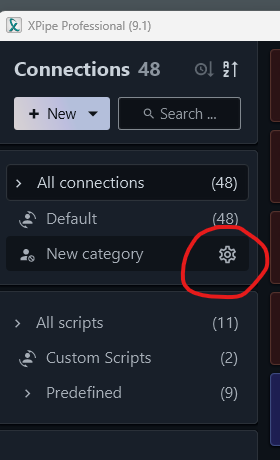 XPipe Professional (9.1)
Connections 48
+ New
Search ...
All connections (48)
Default (48)
New category
All scripts (11)
Custom Scripts (2)
Predefined (9)